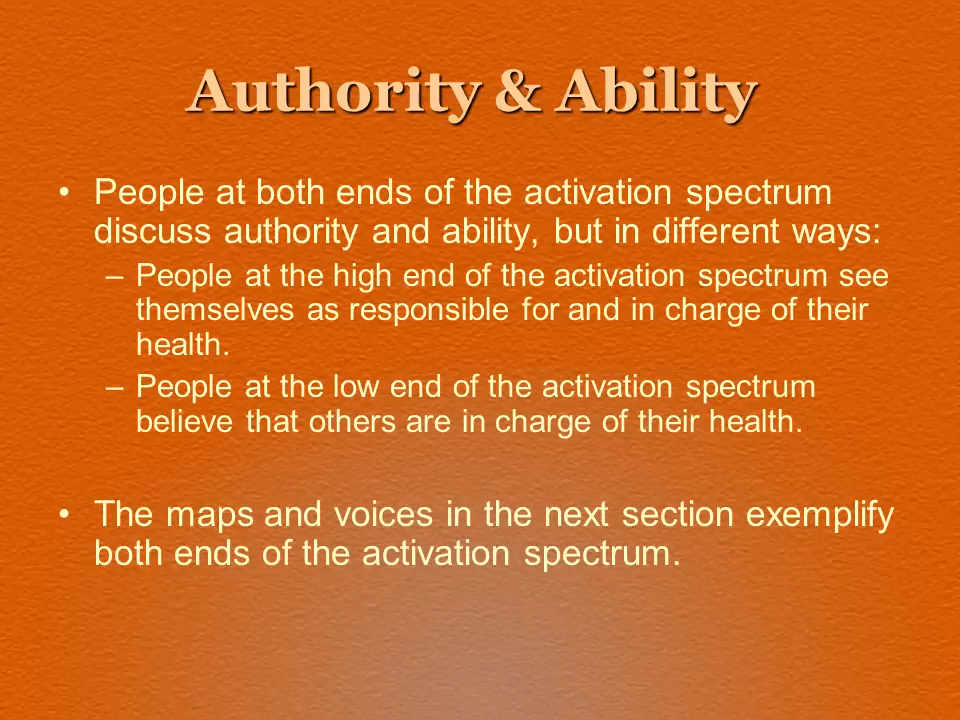 Authority & Ability
• People at both ends of the activation spectrum
discuss authority and ability, but in different ways:
– People at the high end of the activation spectrum see
themselves as responsible for and in charge of their
health.
– People at the low end of the activation spectrum
believe that others are in charge of their health.
• The maps and voices in the next section exemplify
both ends of the activation spectrum.